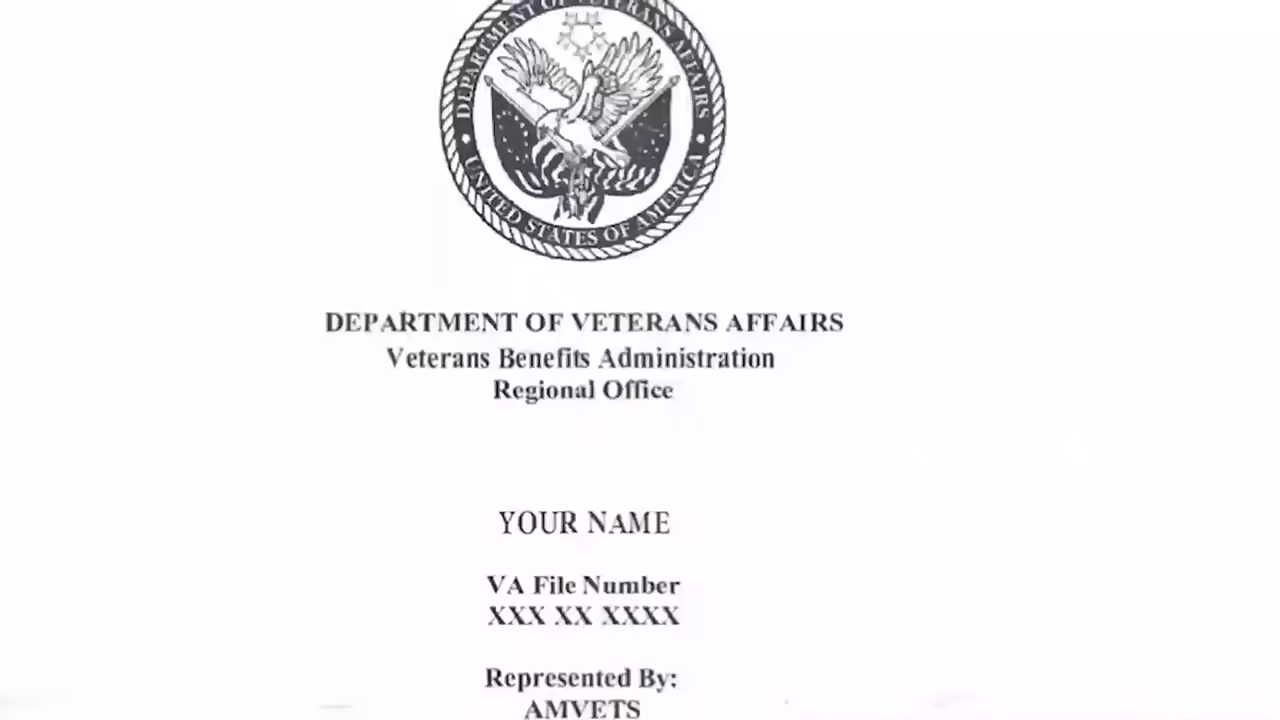 DEPARTMENT OF VETERANS AFFAIRS
UNITED STATES OF AMERICA
DEPARTMENT OF VETERANS AFFAIRS
Veterans Benefits Administration
Regional Office
YOUR NAME
VA File Number
XXX XX XXXX
Represented By:
AMVETS